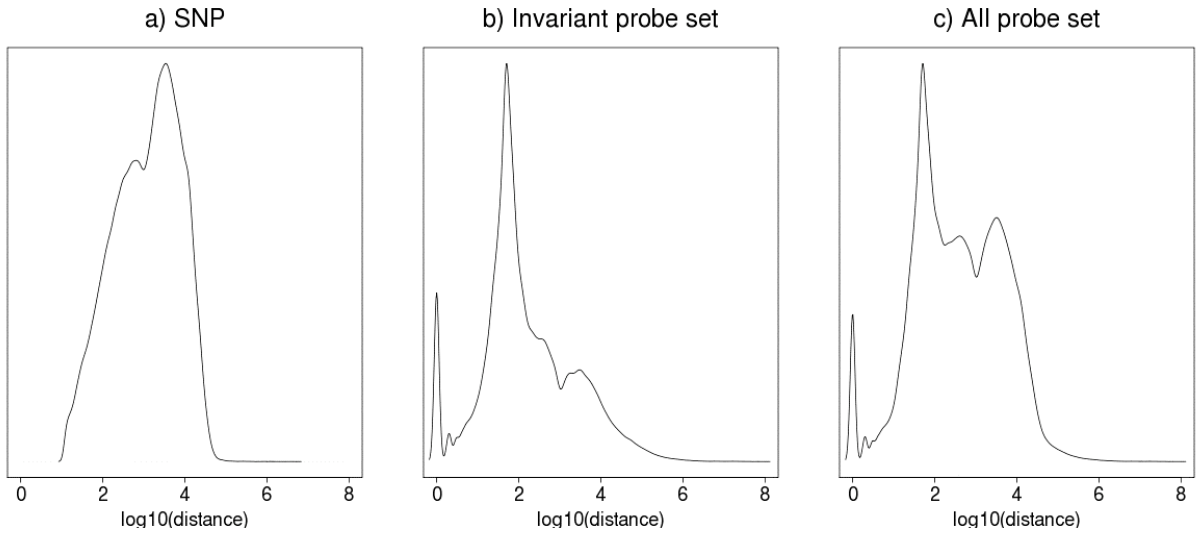 a) SNP
b) Invariant probe set
c) All probe set
0 2 4 6 8
0 2 4 6 8
0 2 4 6 8
log10(distance)
log10(distance)
log10(distance)